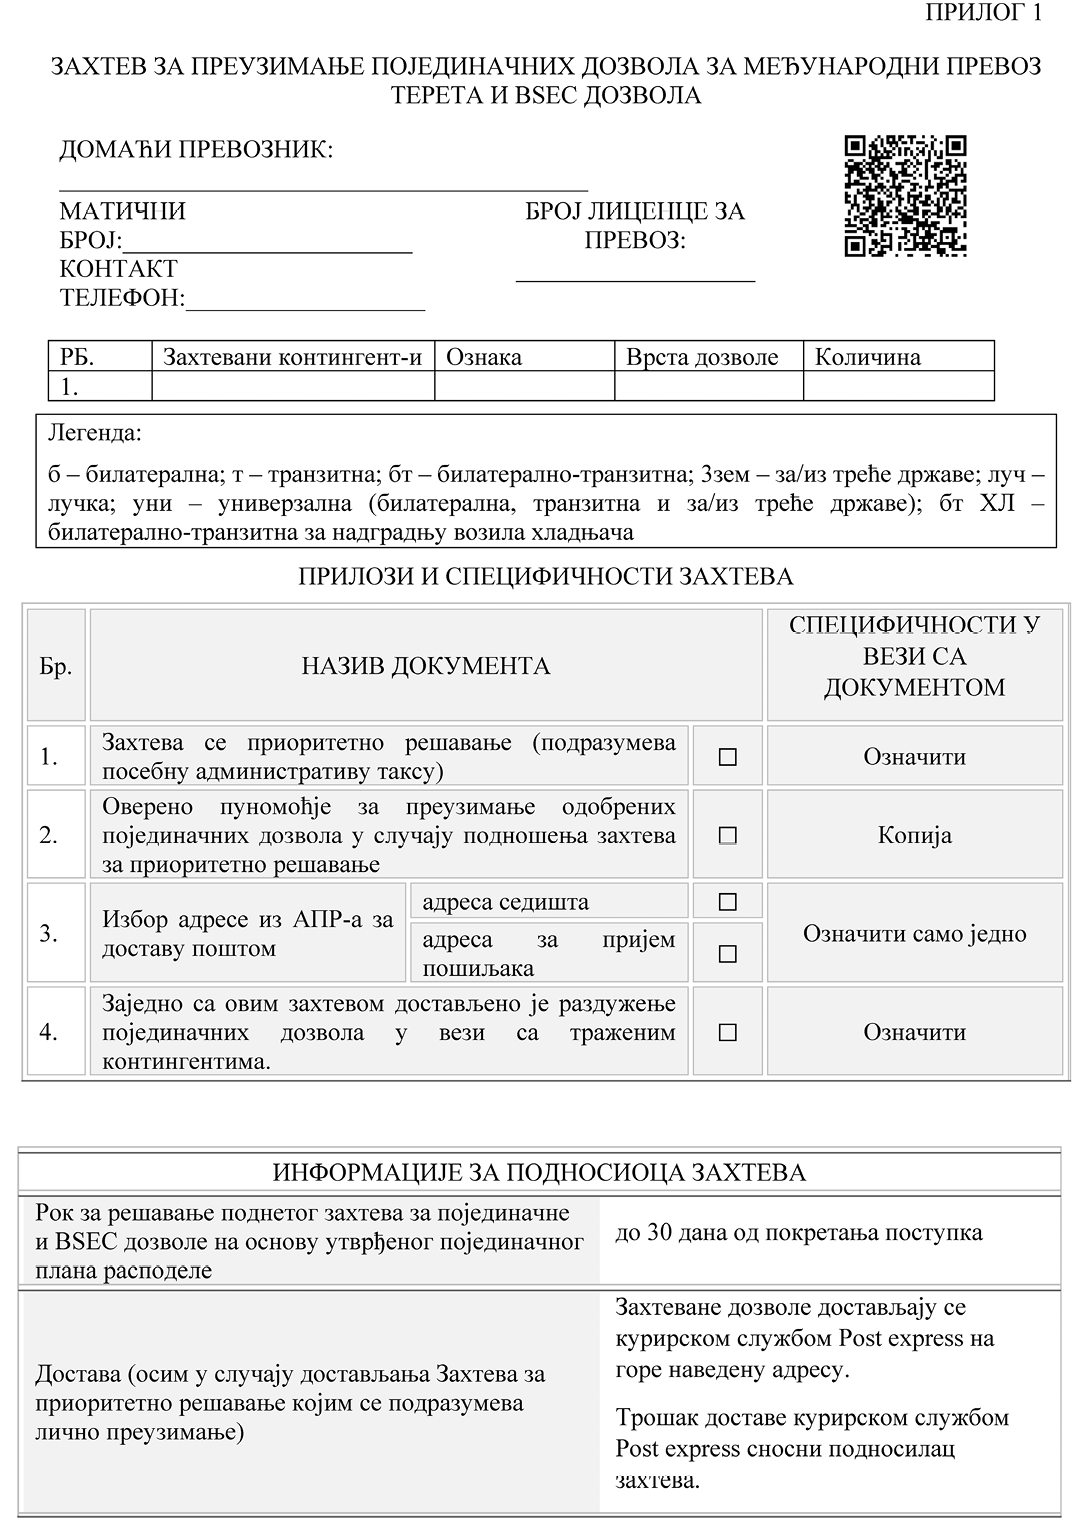 ПРИЛОГ 1
ЗАХТЕВ ЗА ПРЕУЗИМАЊЕ ПОЈЕДИНАЧНИХ ДОЗВОЛА ЗА МЕЂУНАРОДНИ ПРЕВОЗ
ТЕРЕТА И BSEC ДОЗВОЛА
ДОМАЋИ ПРЕВОЗНИК:
МАТИЧНИ
БРОЈ:
КОНТАКТ
ТЕЛЕФОН:
БРОЈ ЛИЦЕНЦЕ ЗА
ПРЕВОЗ:
РБ. Захтевани контингент-и Ознака Врста дозволе Количина
1.
Легенда:
б – билатерална; т – транзитна; бт – билатерално-транзитна; 3зем – за/из треће државе; луч –
лучка; уни – универзална (билатерална, транзитна и за/из треће државе); бт ХЛ –
билатерално-транзитна за надградњу возила хладњача
ПРИЛОЗИ И СПЕЦИФИЧНОСТИ ЗАХТЕВА
Бр.
НАЗИВ ДОКУМЕНТА
СПЕЦИФИЧНОСТИ У
ВЕЗИ СА
ДОКУМЕНТОМ
1.
Захтева се приоритетно решавање (подразумева
посебну административу таксу)
☐
Означити
2.
Оверено пуномоћје за преузимање одобрених
појединачних дозвола у случају подношења захтева
за приоритетно решавање
☐
Копија
3.
Избор адресе из АПР-а за
доставу поштом
адреса седишта
☐
адреса за пријем
пошиљака
☐
Означити само једно
4.
Заједно са овим захтевом достављено је раздужење
појединачних дозвола у вези са траженим
контингентима.
☐
Означити
ИНФОРМАЦИЈЕ ЗА ПОДНОСИОЦА ЗАХТЕВА
Рок за решавање поднетог захтева за појединачне
и BSEC дозволе на основу утврђеног појединачног
плана расподеле
до 30 дана од покретања поступка
Достава (осим у случају достављања Захтева за
приоритетно решавање којим се подразумева
лично преузимање)
Захтеване дозволе достављају се
курирском службом Post express на
горе наведену адресу.
Трошак доставе курирском службом
Post express сносни подносилац
захтева.